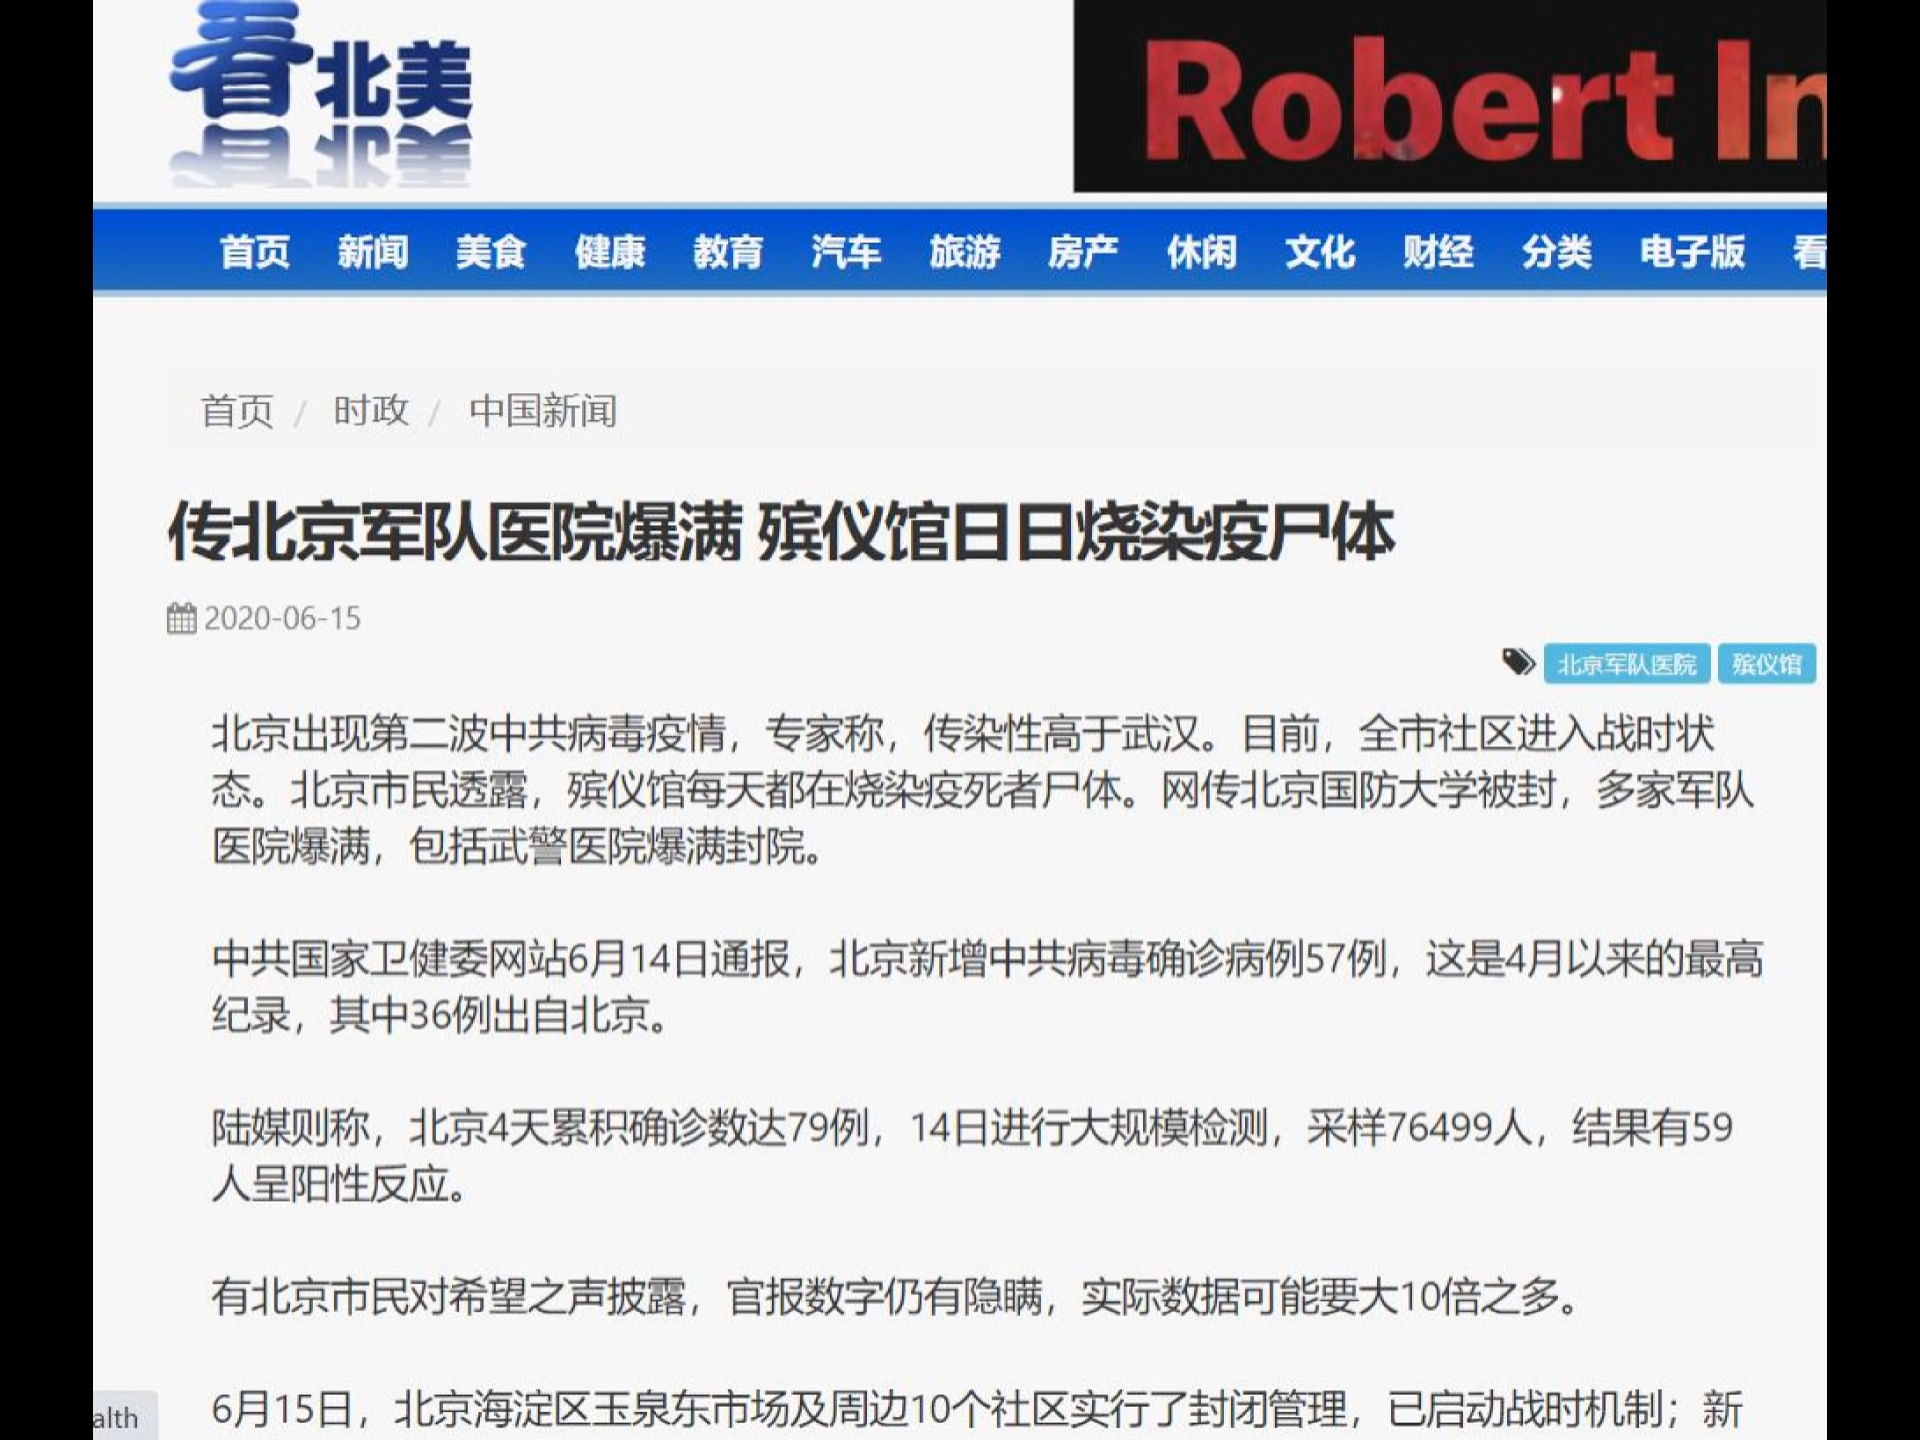 看北美
Robert In
首页 新闻 美食 健康 教育 汽车 旅游 房产 休闲 文化 财经 分类 电子版 看
首页 / 时政 / 中国新闻
传北京军队医院爆满 殡仪馆日日烧染疫尸体
2020-06-15
北京军队医院 殡仪馆
北京出现第二波中共病毒疫情，专家称，传染性高于武汉。目前，全市社区进入战时状
态。北京市民透露，殡仪馆每天都在烧染疫死者尸体。网传北京国防大学被封，多家军队
医院爆满，包括武警医院爆满封院。
中共国家卫健委网站6月14日通报，北京新增中共病毒确诊病例57例，这是4月以来的最高
纪录，其中36例出自北京。
陆媒则称，北京4天累积确诊数达79例，14日进行大规模检测，采样76499人，结果有59
人呈阳性反应。
有北京市民对希望之声披露，官报数字仍有隐瞒，实际数据可能要大10倍之多。
6月15日，北京海淀区玉泉东市场及周边10个社区实行了封闭管理，已启动战时机制；新
alth